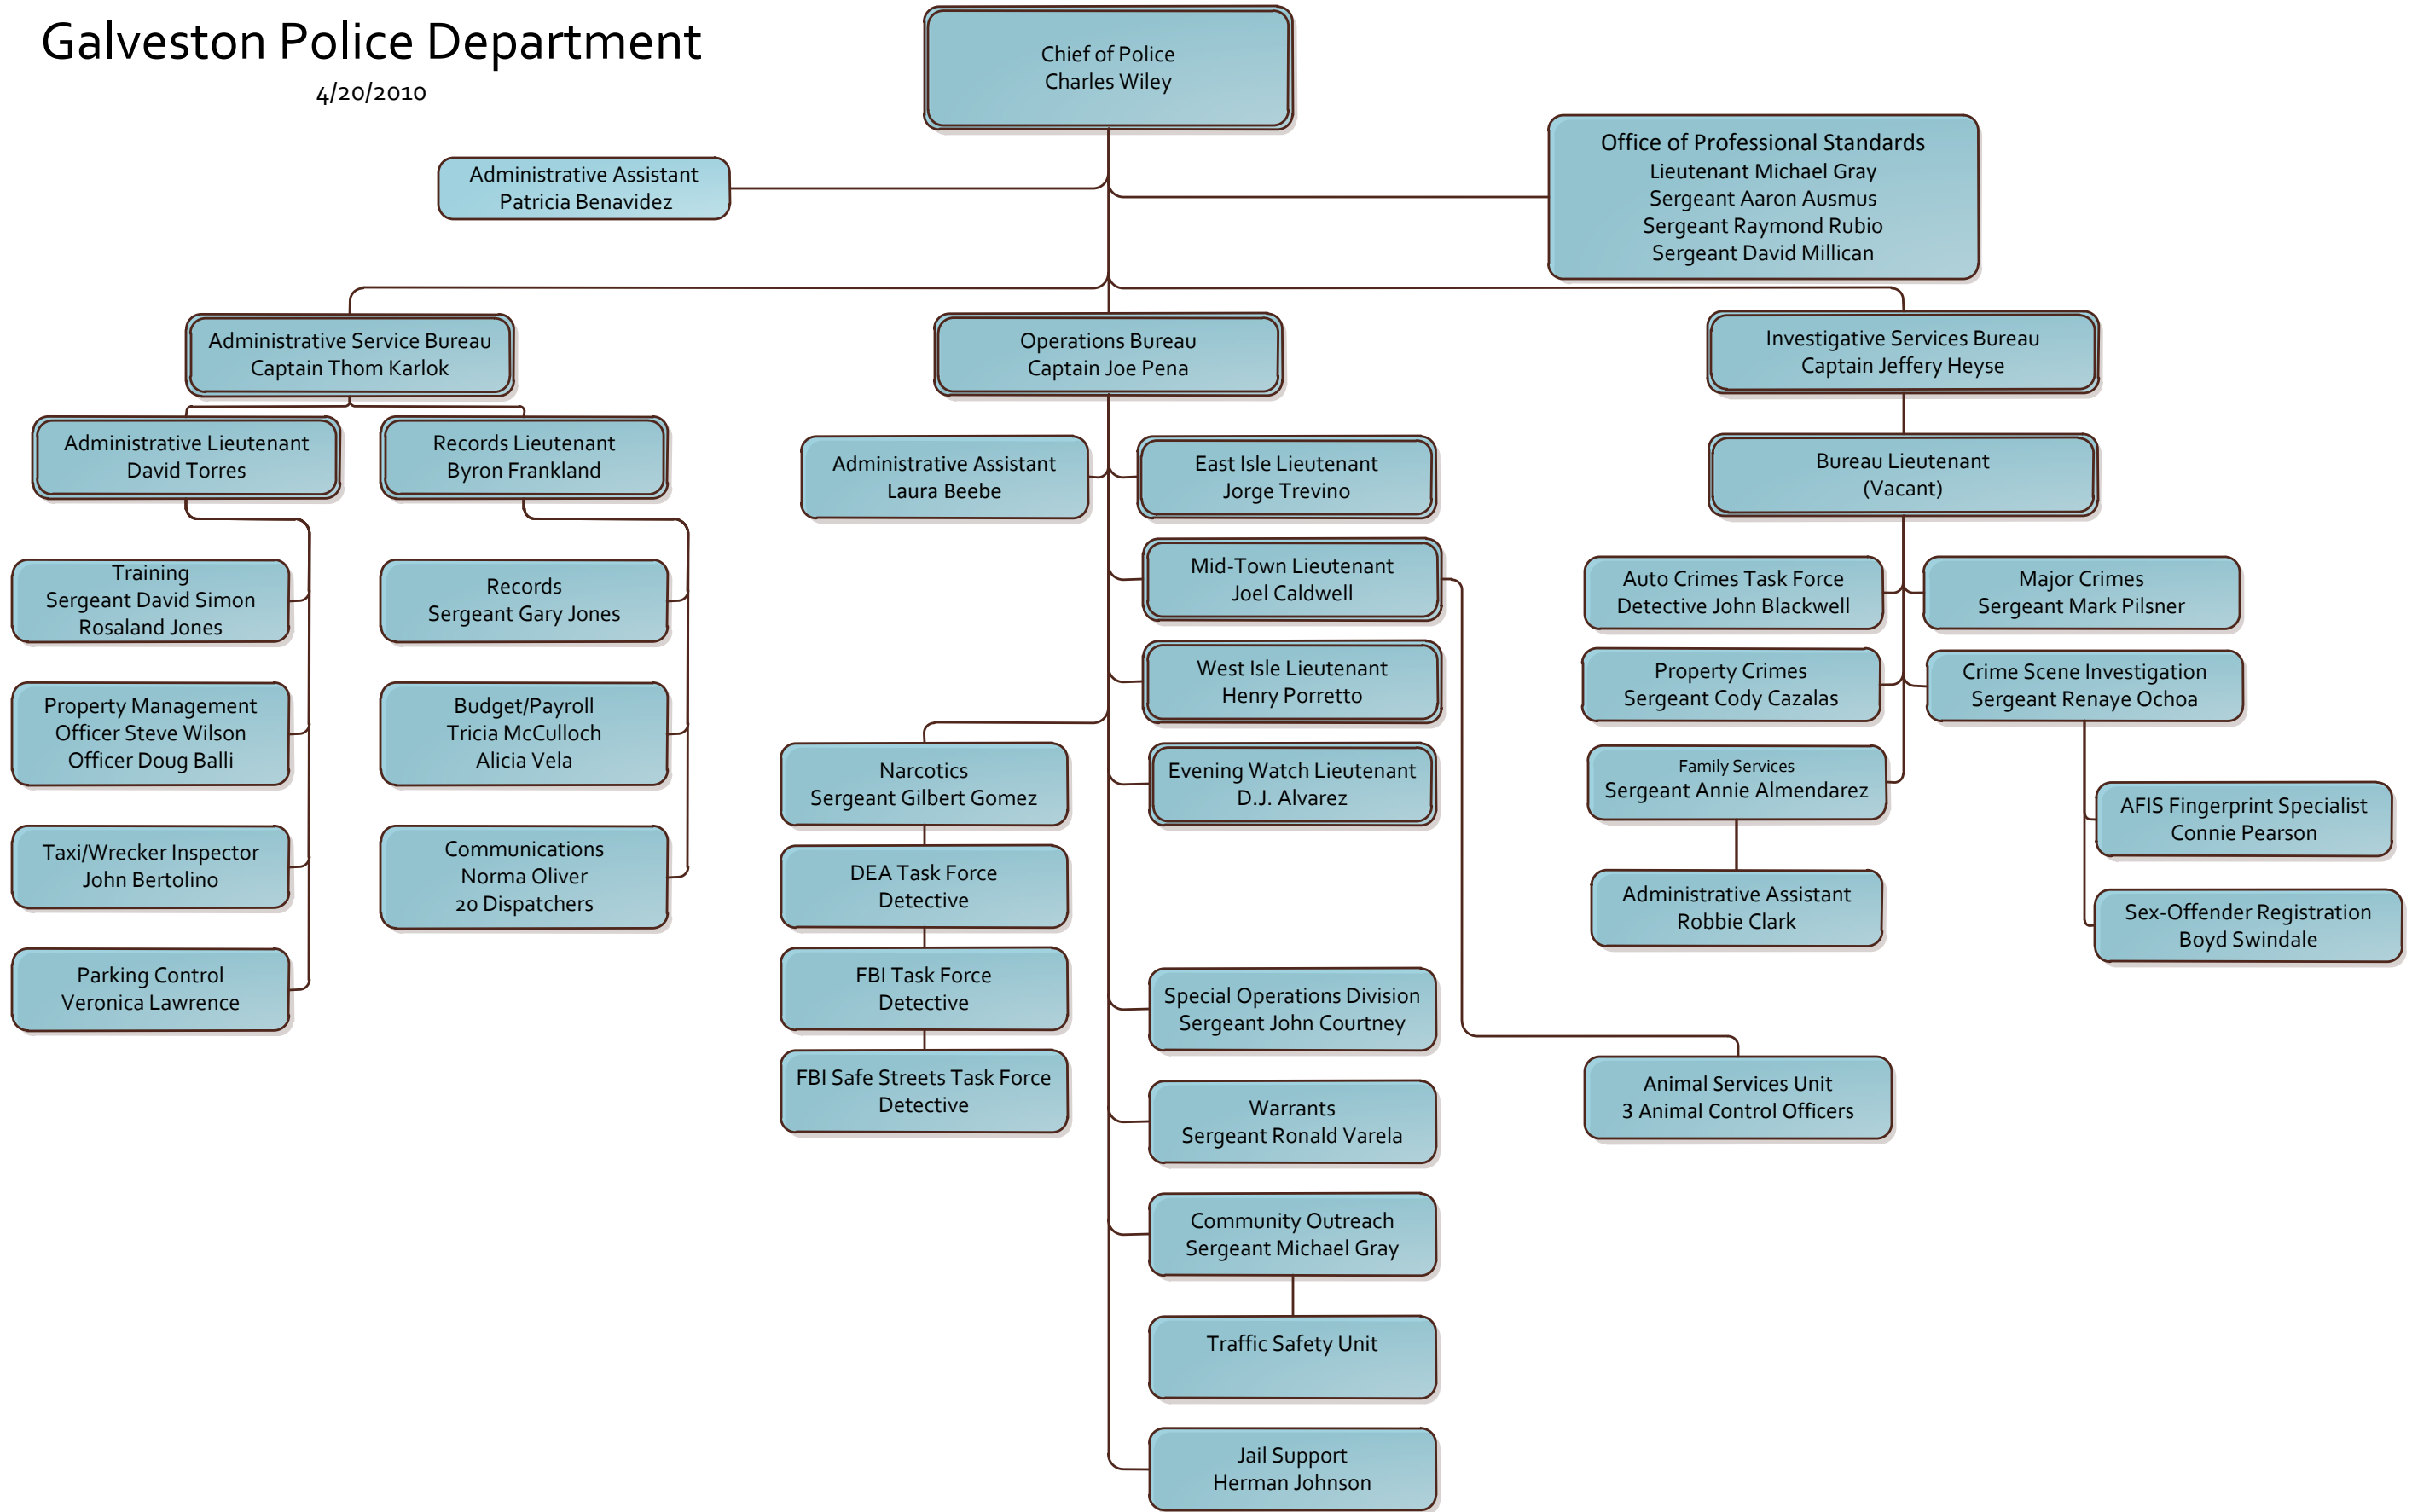 Galveston Police Department
4/20/2010
Chief of Police
Charles Wiley
Administrative Assistant
Patricia Benavidez
Office of Professional Standards
Lieutenant Michael Gray
Sergeant Aaron Ausmus
Sergeant Raymond Rubio
Sergeant David Millican
Administrative Service Bureau
Captain Thom Karlok
Operations Bureau
Captain Joe Pena
Investigative Services Bureau
Captain Jeffery Heyse
Administrative Lieutenant
David Torres
Records Lieutenant
Byron Frankland
Administrative Assistant
Laura Beebe
East Isle Lieutenant
Jorge Trevino
Bureau Lieutenant
(Vacant)
Training
Sergeant David Simon
Rosaland Jones
Records
Sergeant Gary Jones
Mid-Town Lieutenant
Joel Caldwell
Auto Crimes Task Force
Detective John Blackwell
Major Crimes
Sergeant Mark Pilsner
Property Management
Officer Steve Wilson
Officer Doug Balli
Budget/Payroll
Tricia McCulloch
Alicia Vela
West Isle Lieutenant
Henry Porretto
Property Crimes
Sergeant Cody Cazalas
Crime Scene Investigation
Sergeant Renaye Ochoa
Narcotics
Sergeant Gilbert Gomez
Evening Watch Lieutenant
D.J. Alvarez
Family Services
Sergeant Annie Almendarez
AFIS Fingerprint Specialist
Connie Pearson
Taxi/Wrecker Inspector
John Bertolino
Communications
Norma Oliver
20 Dispatchers
DEA Task Force
Detective
Administrative Assistant
Robbie Clark
Sex-Offender Registration
Boyd Swindale
Parking Control
Veronica Lawrence
FBI Task Force
Detective
Special Operations Division
Sergeant John Courtney
FBI Safe Streets Task Force
Detective
Animal Services Unit
3 Animal Control Officers
Warrants
Sergeant Ronald Varela
Community Outreach
Sergeant Michael Gray
Traffic Safety Unit
Jail Support
Herman Johnson